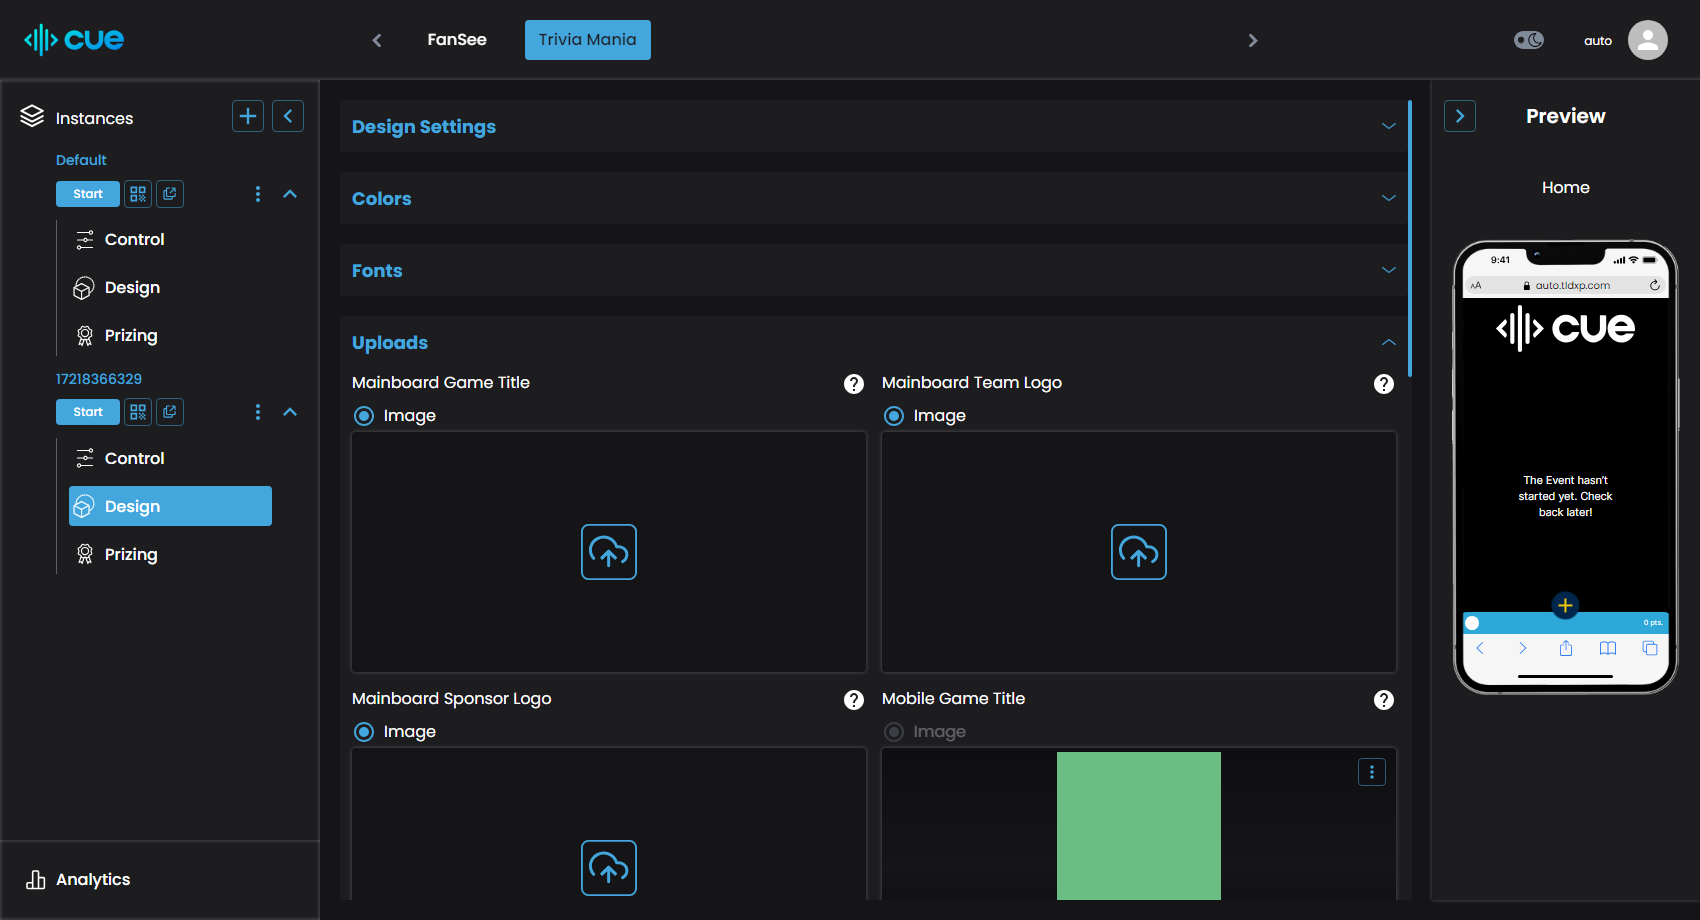 cue
FanSee
Trivia Mania
auto
Instances
Default
Start
Control
Design
Prizing
17218366329
Start
Control
Design
Prizing
Analytics
Design Settings
Colors
Fonts
Uploads
Mainboard Game Title
?
Image
Mainboard Team Logo
?
Image
Mainboard Sponsor Logo
?
Image
Mobile Game Title
?
Image
Preview
Home
9:41
AA
auto.tldxp.com
cue
The Event hasn't
started yet. Check
back later!
0 pts.